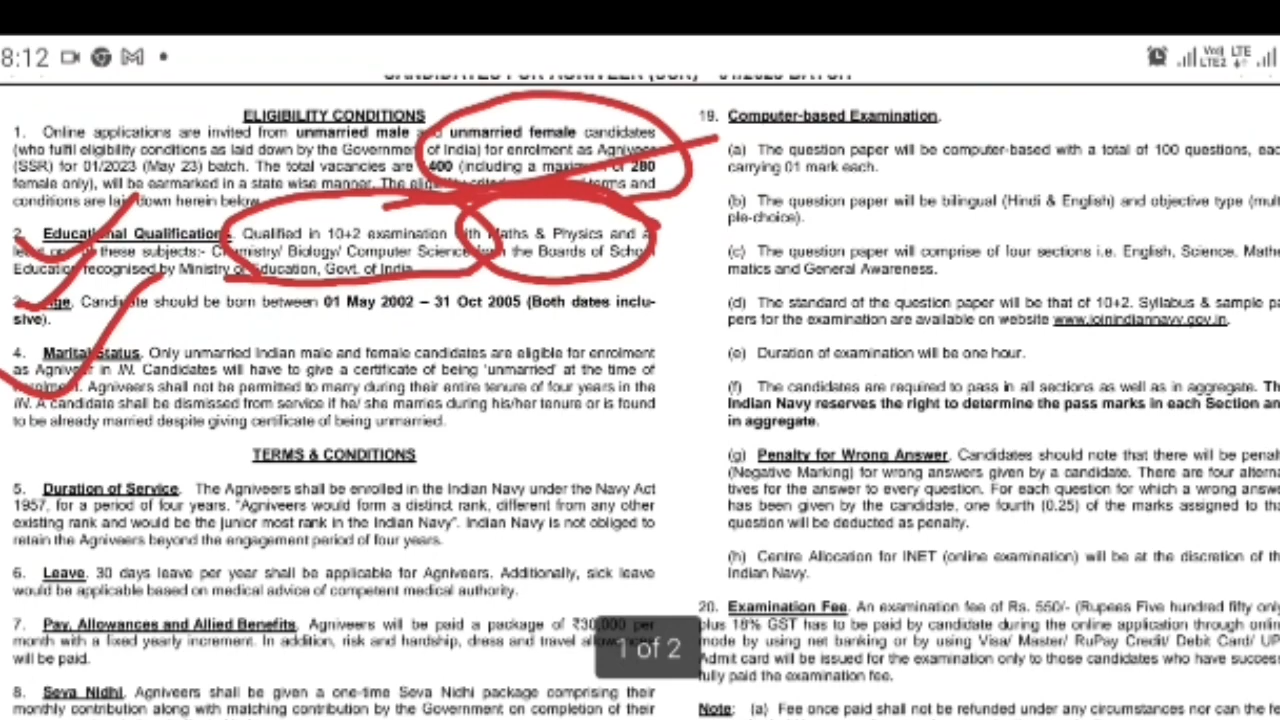 8:12
VoI) LTE
LTE2
ELIGIBILITY CONDITIONS
1. Online applications are invited from unmarried male unmarried female candidates
(who fulfil eligibility conditions as laid down by the Government of India) for enrolment as Agniveer
(SSR) for 01/2023 (May 23) batch. The total vacancies are 400 (including a 280
female only), will be earmarked in a state wise manner. The terms and
conditions are laid down herein below
2. Educational Qualification. Qualified in 10+2 examination with Maths & Physics and
these subjects:- Chemistry/ Biology/ Computer Science the Boards of School
Education recognised by Ministry of Education, Govt. of India.
Candidate should be born between 01 May 2002 – 31 Oct 2005 (Both dates inclu-
sive).
4. Marital Status. Only unmarried Indian male and female candidates are eligible for enrolment
as Agniveer in IN. Candidates will have to give a certificate of being 'unmarried' at the time of
enrolment. Agniveers shall not be permitted to marry during their entire tenure of four years in the
IN. A candidate shall be dismissed from service if he/ she marries during his/her tenure or is found
to be already married despite giving certificate of being unmarried.
TERMS & CONDITIONS
5. Duration of Service. The Agniveers shall be enrolled in the Indian Navy under the Navy Act
1957, for a period of four years. "Agniveers would form a distinct rank, different from any other
existing rank and would be the junior most rank in the Indian Navy". Indian Navy is not obliged to
retain the Agniveers beyond the engagement period of four years.
6. Leave. 30 days leave per year shall be applicable for Agniveers. Additionally, sick leave
would be applicable based on medical advice of competent medical authority.
7. Pay, Allowances and Allied Benefits. Agniveers will be paid a package of ₹30,000 per
month with a fixed yearly increment. In addition, risk and hardship, dress and travel allowances
will be paid.
8. Seva Nidhi. Agniveers shall be given a one-time Seva Nidhi package comprising their
monthly contribution along with matching contribution by the Government on completion of their
19. Computer-based Examination.
(a) The question paper will be computer-based with a total of 100 questions, eac
carrying 01 mark each.
(b) The question paper will be bilingual (Hindi & English) and objective type (mult
ple-choice).
(c) The question paper will comprise of four sections i.e. English, Science, Mathe
matics and General Awareness.
(d) The standard of the question paper will be that of 10+2. Syllabus & sample pa
pers for the examination are available on website www.joinindiannavy.gov.in.
(e) Duration of examination will be one hour.
(f) The candidates are required to pass in all sections as well as in aggregate. Th
Indian Navy reserves the right to determine the pass marks in each Section an
in aggregate.
(g) Penalty for Wrong Answer. Candidates should note that there will be penal
(Negative Marking) for wrong answers given by a candidate. There are four alterna
tives for the answer to every question. For each question for which a wrong answe
has been given by the candidate, one fourth (0.25) of the marks assigned to tha
question will be deducted as penalty.
(h) Centre Allocation for INET (online examination) will be at the discretion of th
Indian Navy.
20. Examination Fee. An examination fee of Rs. 550/- (Rupees Five hundred fifty only
plus 18% GST has to be paid by candidate during the online application through onlin
mode by using net banking or by using Visa/ Master/ RuPay Credit/ Debit Card/ UP
Admit card will be issued for the examination only to those candidates who have success
fully paid the examination fee.
Note: (a) Fee once paid shall not be refunded under any circumstances nor can the fe
1 of 2